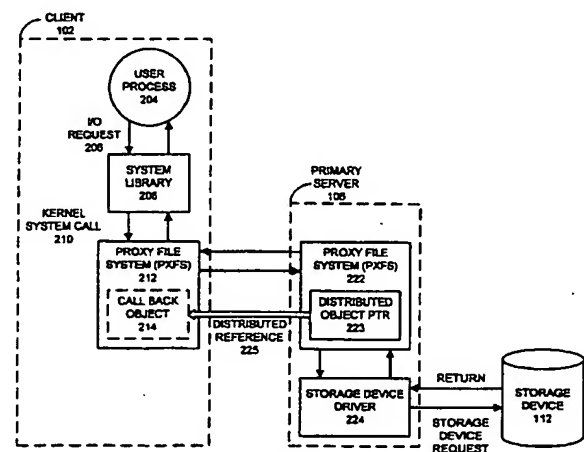 CLIENT
102
USER
PROCESS
204
I/O
REQUEST
208
SYSTEM
LIBRARY
206
KERNEL
SYSTEM CALL
210
PROXY FILE
SYSTEM (PXFS)
212
CALL BACK
OBJECT
214
DISTRIBUTED
REFERENCE
225
PRIMARY
SERVER
106
PROXY FILE
SYSTEM (PXFS)
222
DISTRIBUTED
OBJECT PTR
223
STORAGE DEVICE
DRIVER
224
RETURN
STORAGE
DEVICE
REQUEST
STORAGE
DEVICE
112